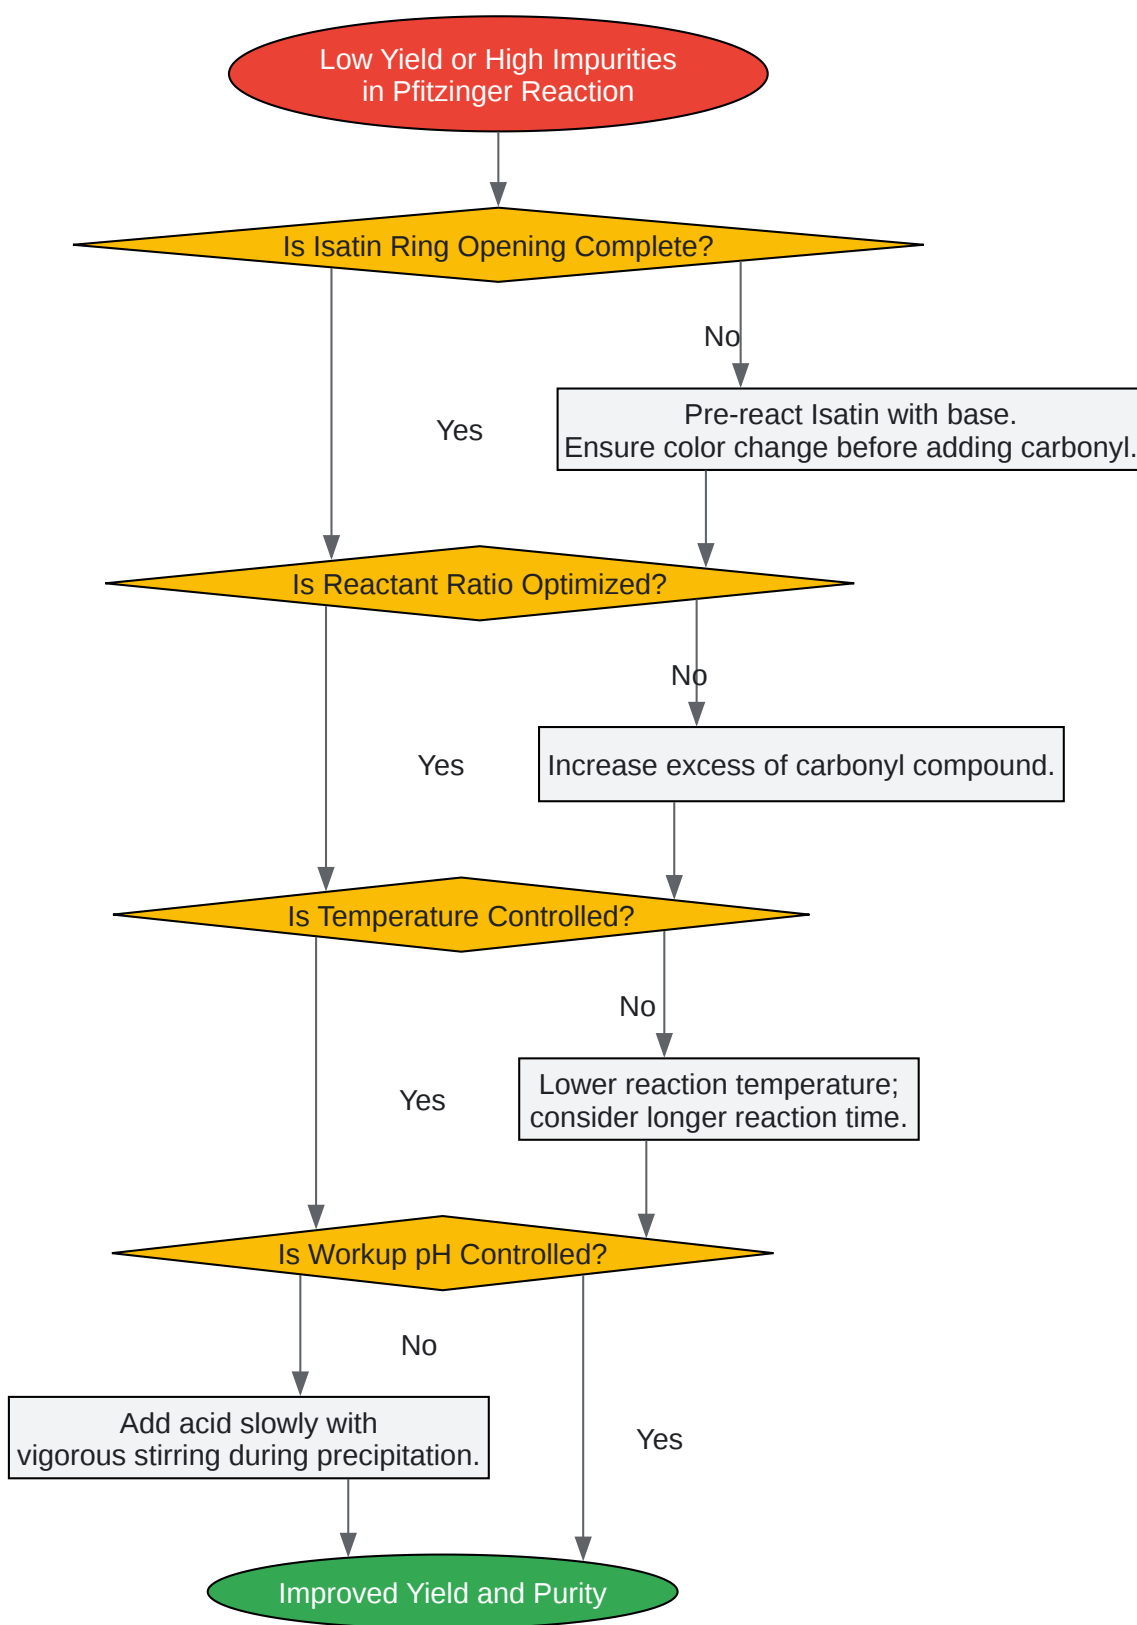 Low Yield or High Impurities
in Pfitzinger Reaction
Is Isatin Ring Opening Complete?
No
Pre-react Isatin with base.
Ensure color change before adding carbonyl.
Yes
Is Reactant Ratio Optimized?
No
Increase excess of carbonyl compound.
Yes
Is Temperature Controlled?
No
Lower reaction temperature;
consider longer reaction time.
Yes
Is Workup pH Controlled?
No
Add acid slowly with
vigorous stirring during precipitation.
Yes
Improved Yield and Purity